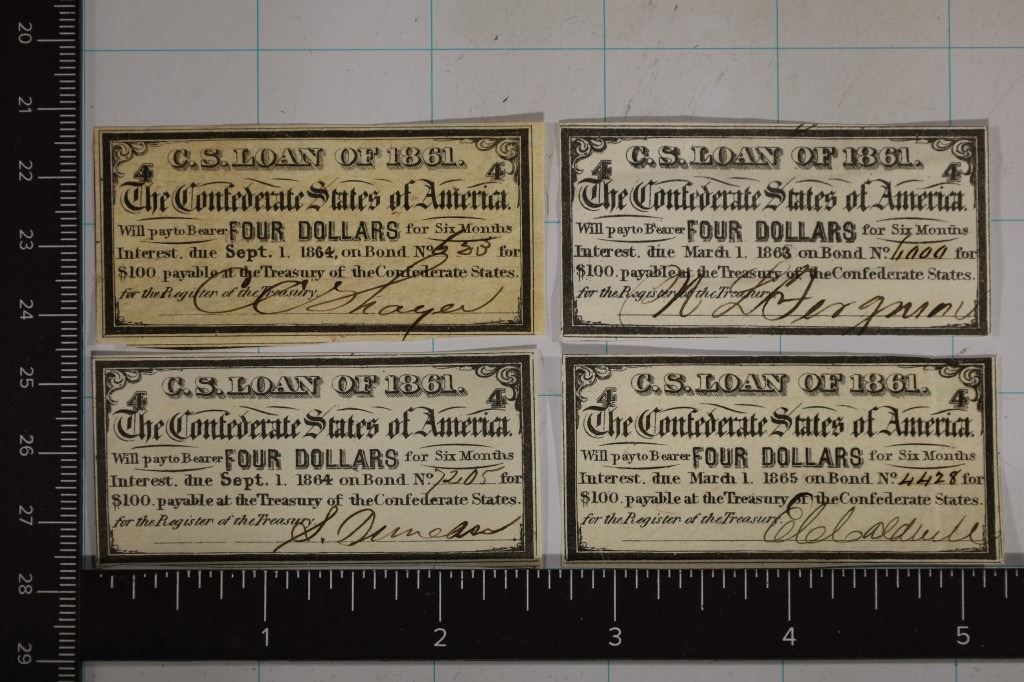 20
21
22
23
24
25
26
27
28
29
C. S. LOAN OF 1861.
4 4
The Confederate States of America.
Will pay to Bearer FOUR DOLLARS for Six Months
Interest, due Sept. 1. 1864, on Bond No. for
$100 payable at the Treasury of the Confederate States.
for the Register of the Treasury
C. S. LOAN OF 1861.
4 4
The Confederate States of America.
Will pay to Bearer FOUR DOLLARS for Six Months
Interest, due March 1. 1863 on Bond No. for
$100. payable at the Treasury of the Confederate States.
for the Register of the Treasury
Ferguson
C. S. LOAN OF 1861.
4 4
The Confederate States of America.
Will pay to Bearer FOUR DOLLARS for Six Months
Interest, due Sept. 1. 1864 on Bond No. 7205 for
$100. payable at the Treasury of the Confederate States.
for the Register of the Treasury
S. Duncan
C. S. LOAN OF 1861.
4 4
The Confederate States of America.
Will pay to Bearer FOUR DOLLARS for Six Months
Interest, due March 1. 1865 on Bond No. 4428 for
$100. payable at the Treasury of the Confederate States.
for the Register of the Treasury.
E C Caldwell
1 2 3 4 5